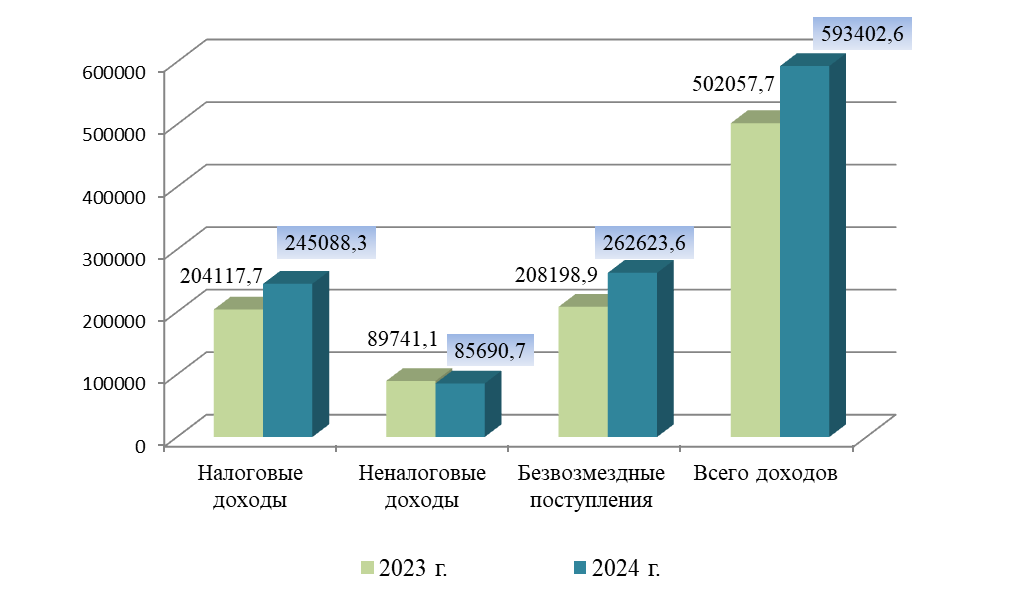 593402,6
600000
502057,7
500000
400000
300000
245088,3
262623,6
204117,7
208198,9
200000
89741,1
85690,7
100000
0
Налоговые
доходы
Неналоговые
доходы
Безвозмездные
поступления
Всего доходов
2023 г.
2024 г.